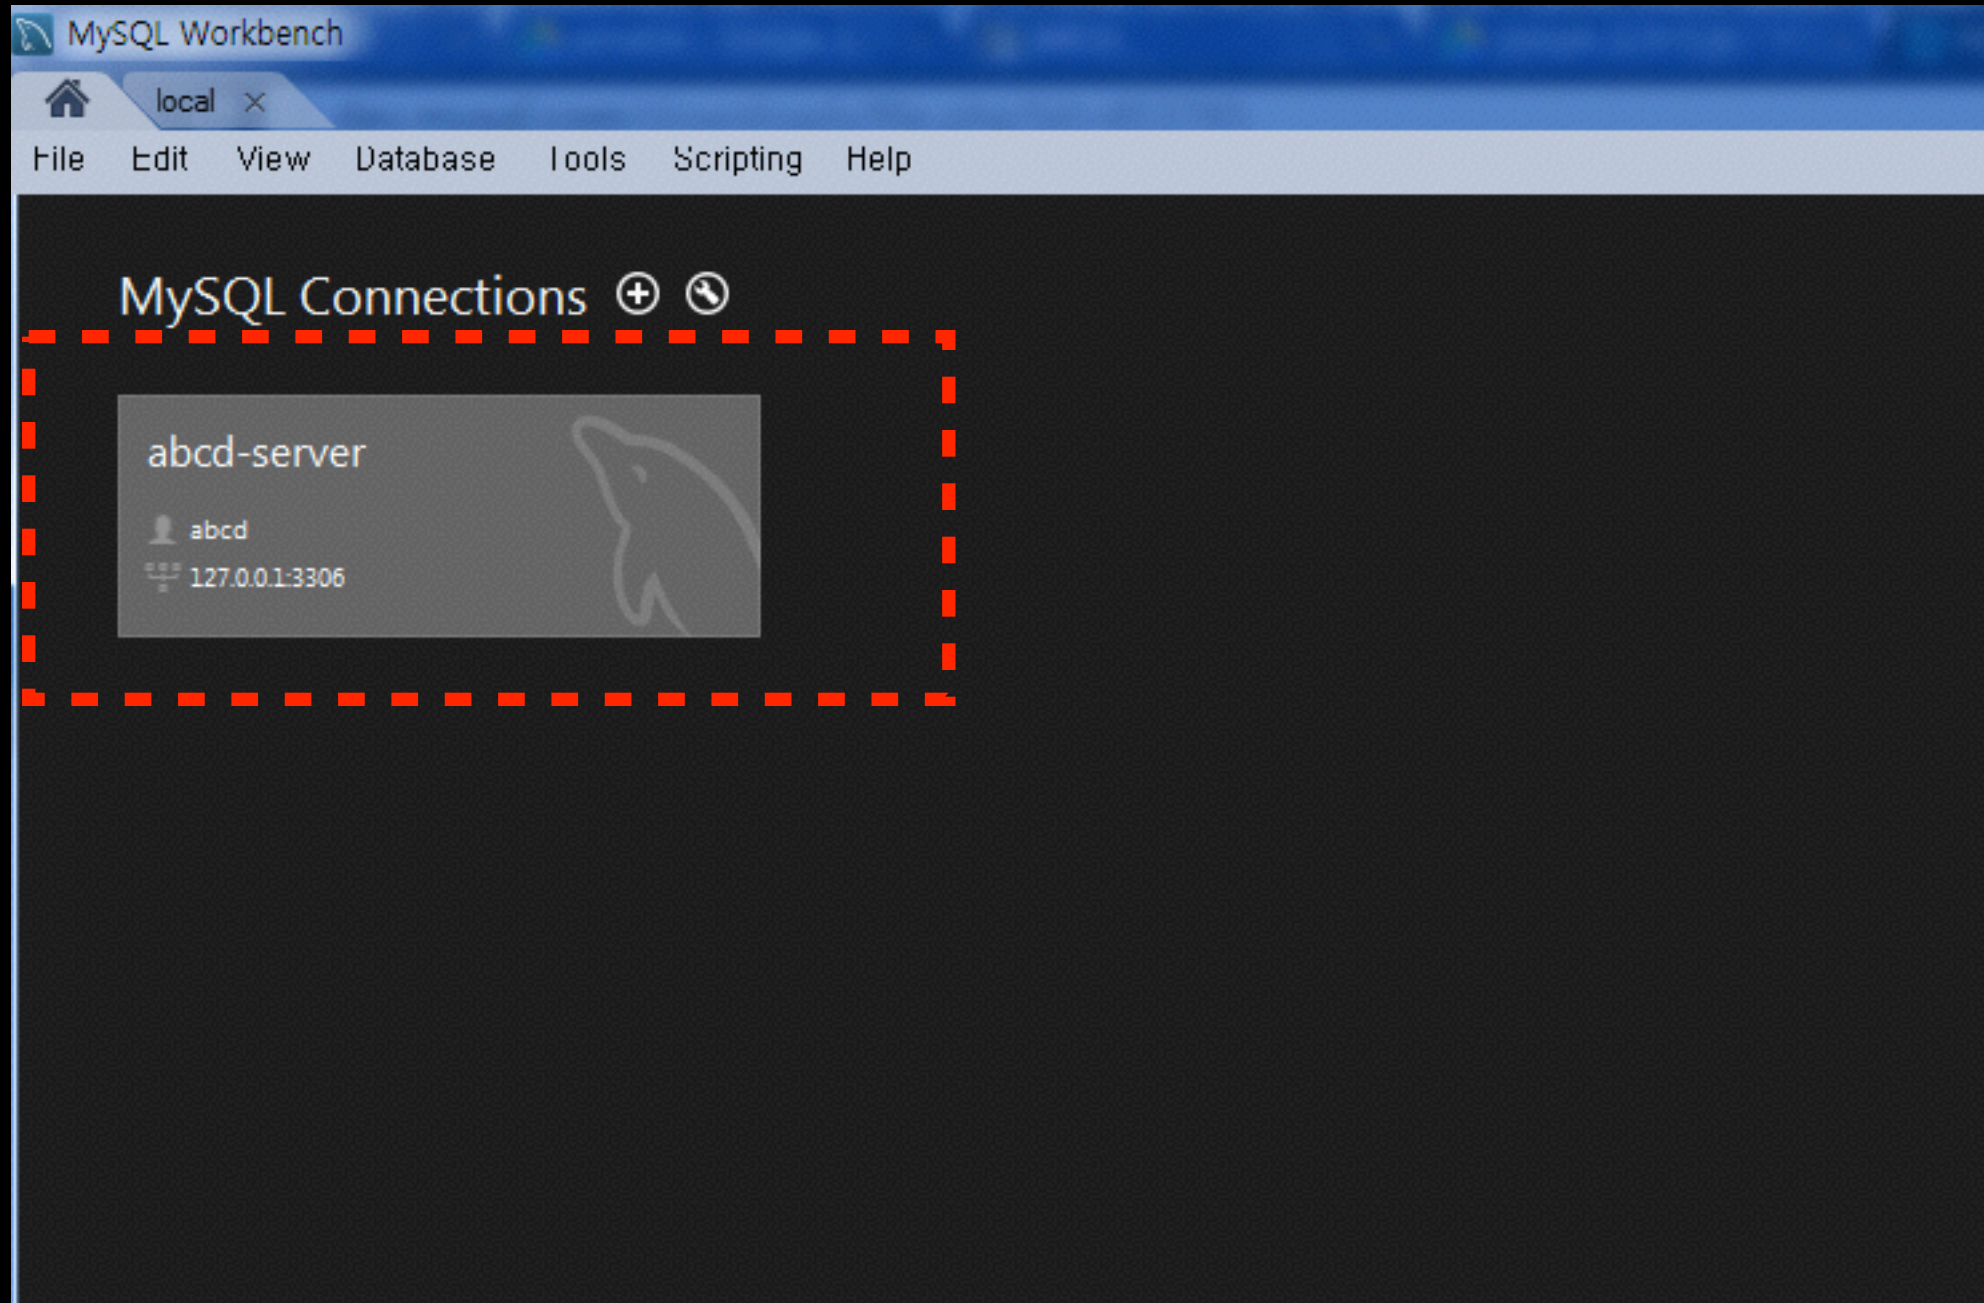 MySQL Workbench
local
File Edit View Database Tools Scripting Help
MySQL Connections
abcd-server
abcd
127.0.0.1:3306